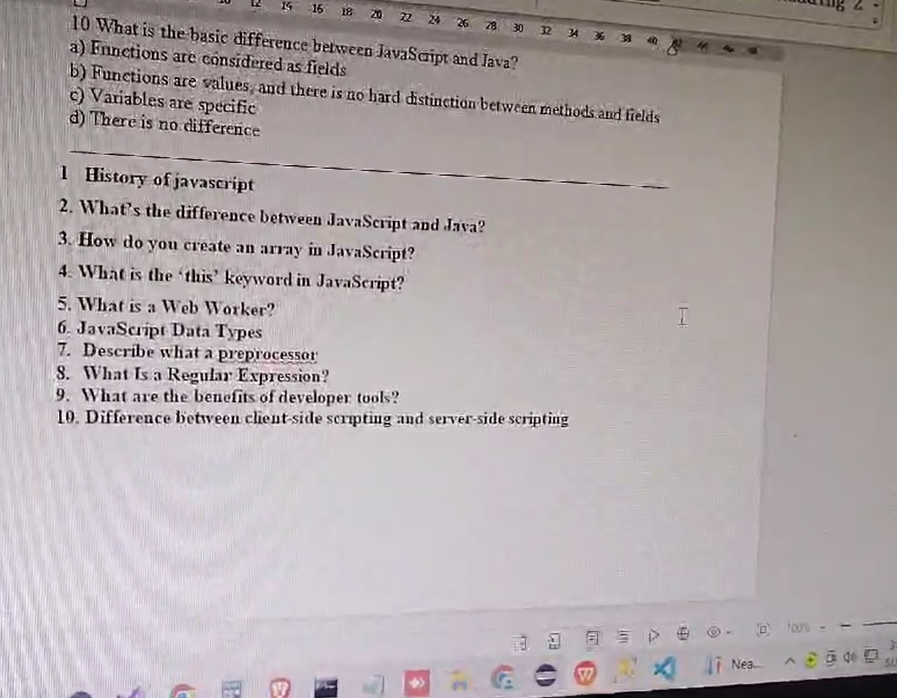 12 14 16 18 20 22 24 26 28 30 32 34 36 38 40
10 What is the basic difference between JavaScript and Java?
a) Functions are considered as fields
b) Functions are values, and there is no hard distinction between methods and fields
c) Variables are specific
d) There is no difference
1 History of javascript
2. What's the difference between JavaScript and Java?
3. How do you create an array in JavaScript?
4. What is the ‘this’ keyword in JavaScript?
5. What is a Web Worker?
6. JavaScript Data Types
7. Describe what a preprocessor
8. What Is a Regular Expression?
9. What are the benefits of developer tools?
10. Difference between client-side scripting and server-side scripting
100%
Nea...